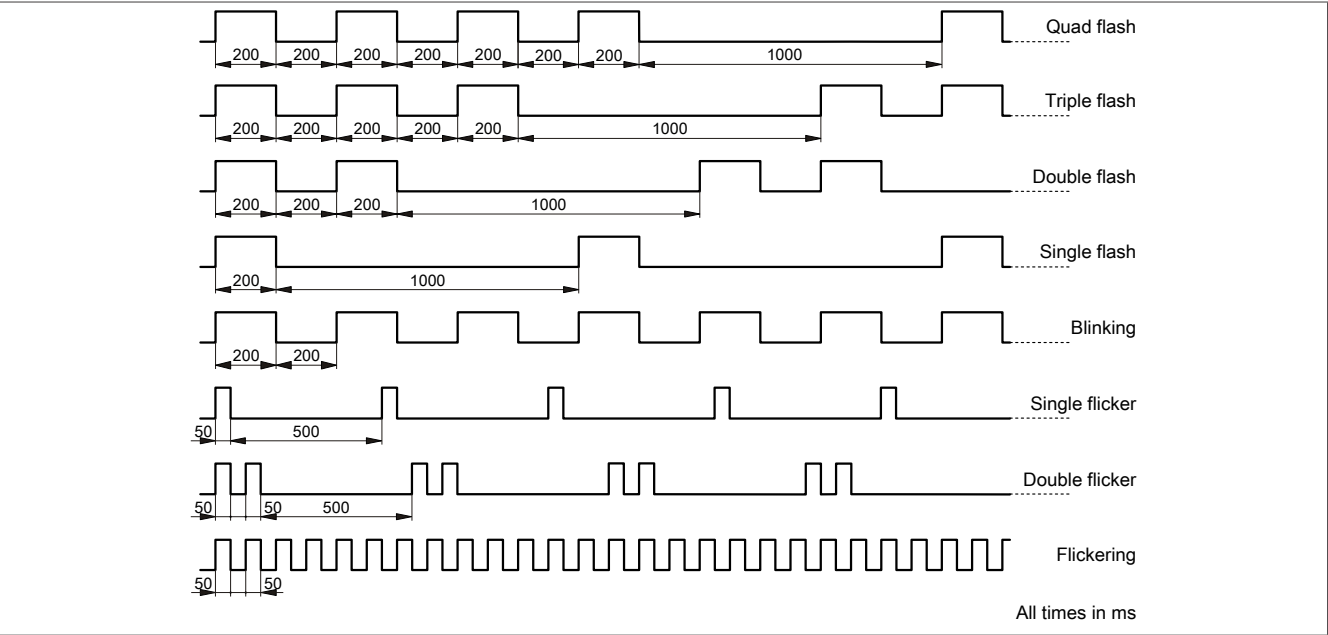 Quad flash
200 200 200 200 200 200 200 1000
Triple flash
200 200 200 200 200 1000
Double flash
200 200 200 1000
Single flash
200 1000
Blinking
200 200
Single flicker
50 500
Double flicker
50 50 500
Flickering
50 50
All times in ms